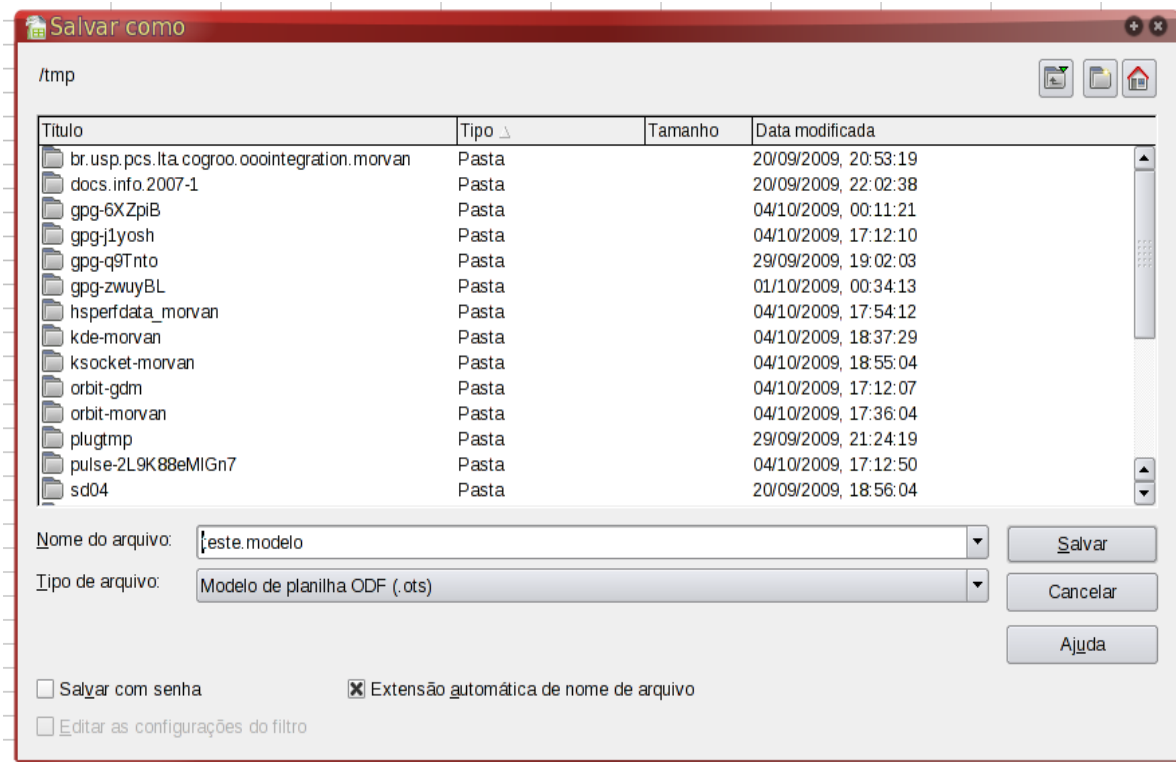 Salvar como
/tmp
Título Tipo Tamanho Data modificada
br.usp.pcs.lta.cogroo.ooointegration.morvan Pasta 20/09/2009, 20:53:19
docs.info.2007-1 Pasta 20/09/2009, 22:02:38
gpg-6XZpiB Pasta 04/10/2009, 00:11:21
gpg-j1yosh Pasta 04/10/2009, 17:12:10
gpg-q9Tnto Pasta 29/09/2009, 19:02:03
gpg-zwuyBL Pasta 01/10/2009, 00:34:13
hsperfdata_morvan Pasta 04/10/2009, 17:54:12
kde-morvan Pasta 04/10/2009, 18:37:29
ksocket-morvan Pasta 04/10/2009, 18:55:04
orbit-gdm Pasta 04/10/2009, 17:12:07
orbit-morvan Pasta 04/10/2009, 17:36:04
plugtmp Pasta 29/09/2009, 21:24:19
pulse-2L9K88eMlGn7 Pasta 04/10/2009, 17:12:50
sd04 Pasta 20/09/2009, 18:56:04
Nome do arquivo: teste.modelo Salvar
Tipo de arquivo: Modelo de planilha ODF (.ots) Cancelar
Ajuda
Salvar com senha Extensão automática de nome de arquivo
Editar as configurações do filtro